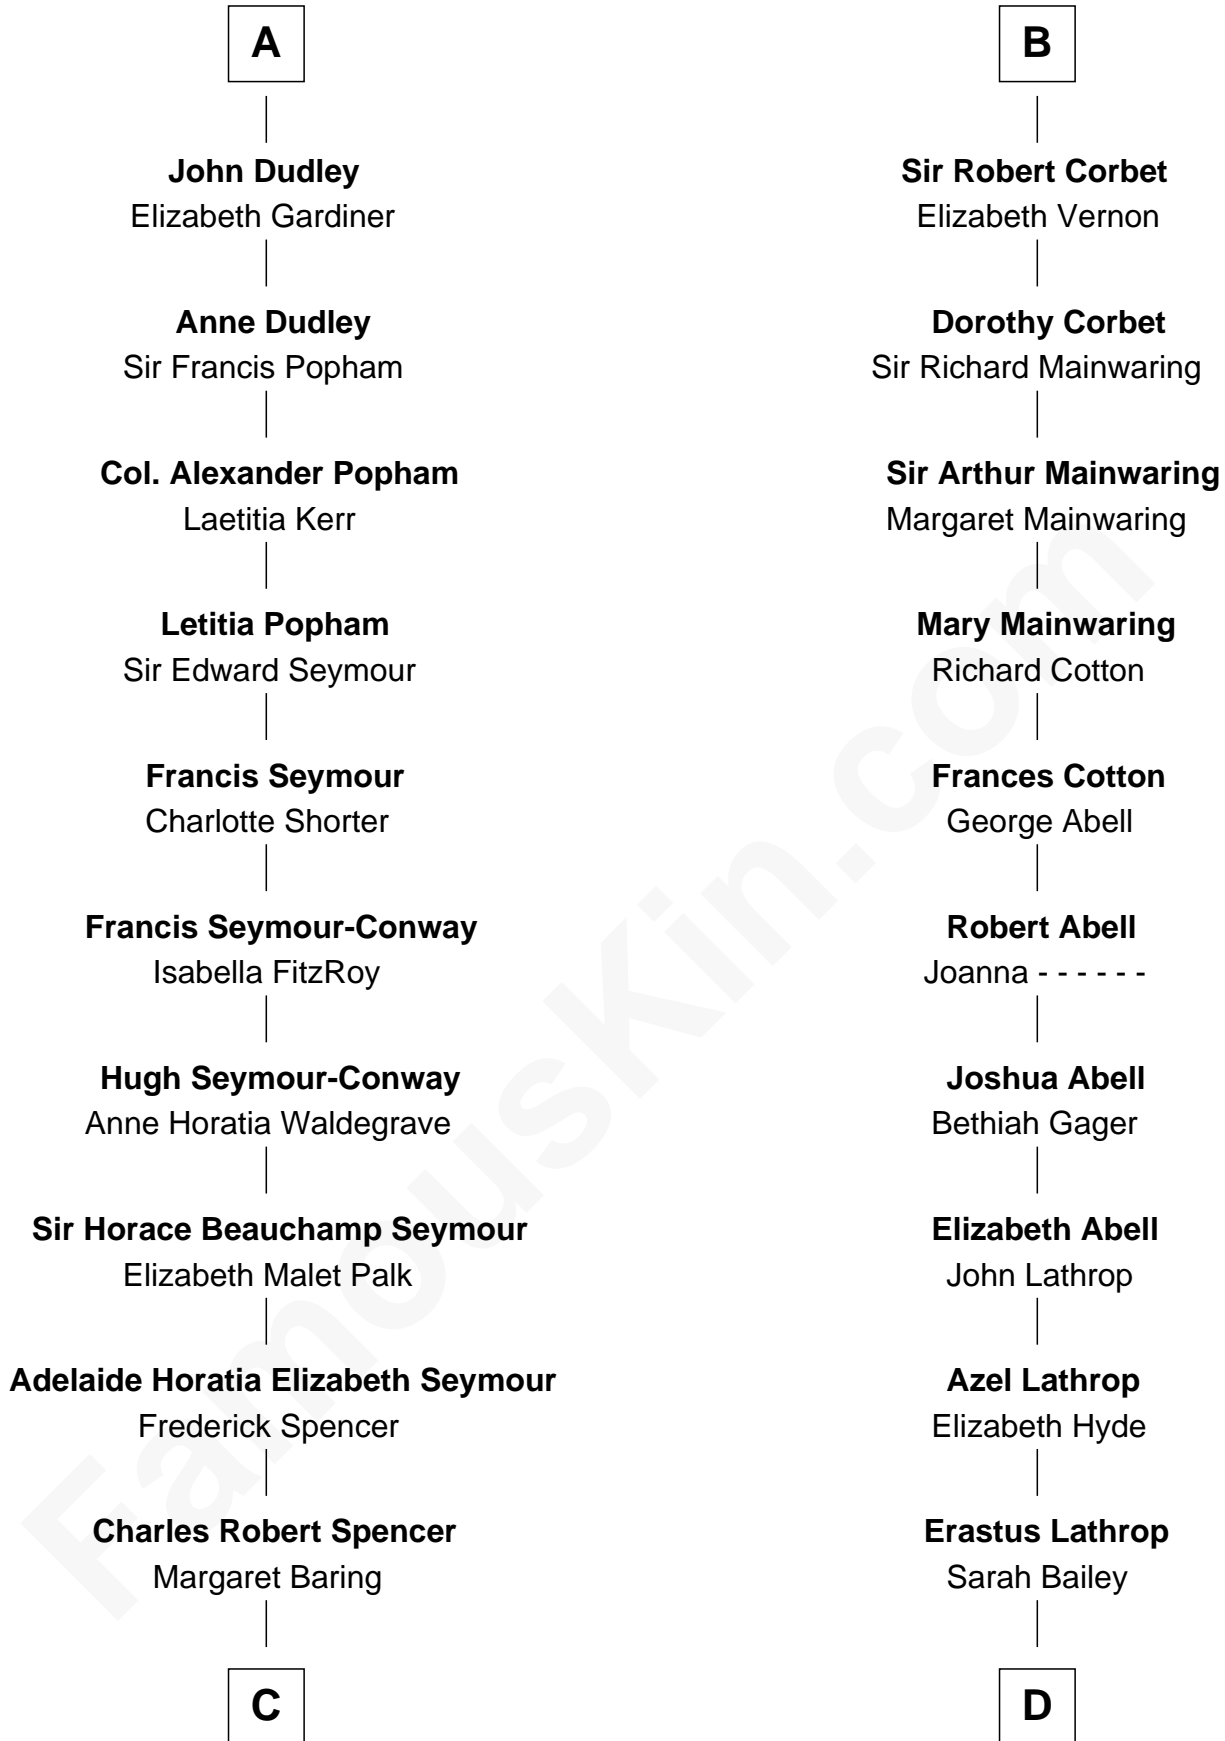 A
John Dudley
Elizabeth Gardiner
Anne Dudley
Sir Francis Popham
Col. Alexander Popham
Laetitia Kerr
Letitia Popham
Sir Edward Seymour
Francis Seymour
Charlotte Shorter
Francis Seymour-Conway
Isabella FitzRoy
Hugh Seymour-Conway
Anne Horatia Waldegrave
Sir Horace Beauchamp Seymour
Elizabeth Malet Palk
Adelaide Horatia Elizabeth Seymour
Frederick Spencer
Charles Robert Spencer
Margaret Baring
C
B
Sir Robert Corbet
Elizabeth Vernon
Dorothy Corbet
Sir Richard Mainwaring
Sir Arthur Mainwaring
Margaret Mainwaring
Mary Mainwaring
Richard Cotton
Frances Cotton
George Abell
Robert Abell
Joanna - - - - - -
Joshua Abell
Bethiah Gager
Elizabeth Abell
John Lathrop
Azel Lathrop
Elizabeth Hyde
Erastus Lathrop
Sarah Bailey
D
FamousKin.com